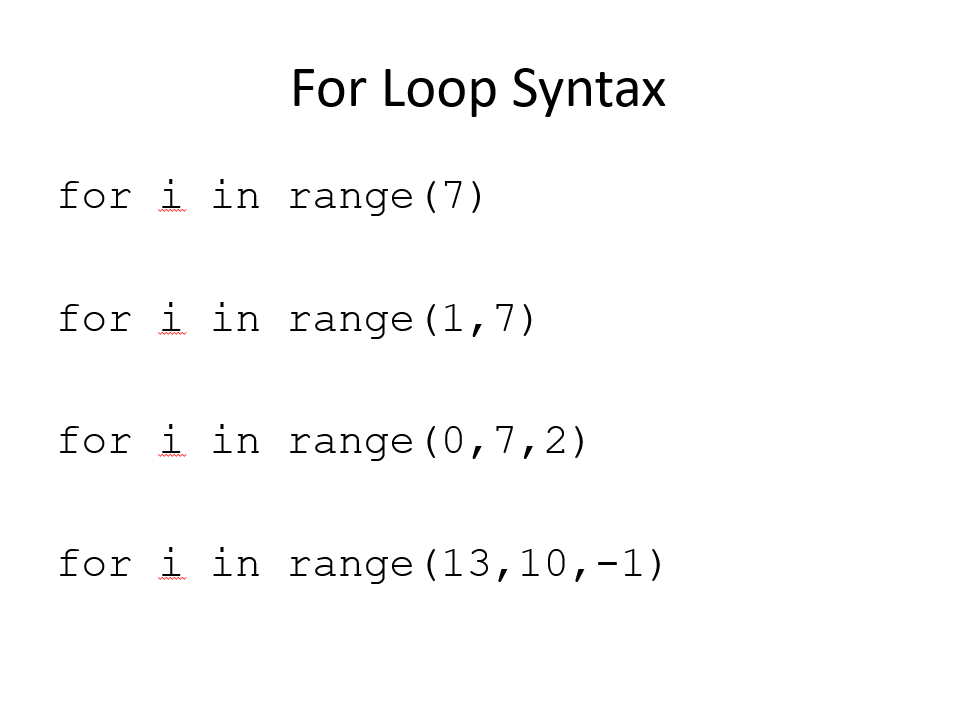 For Loop Syntax
for i in range(7)
for i in range(1,7)
for i in range(0,7,2)
for i in range(13,10,-1)